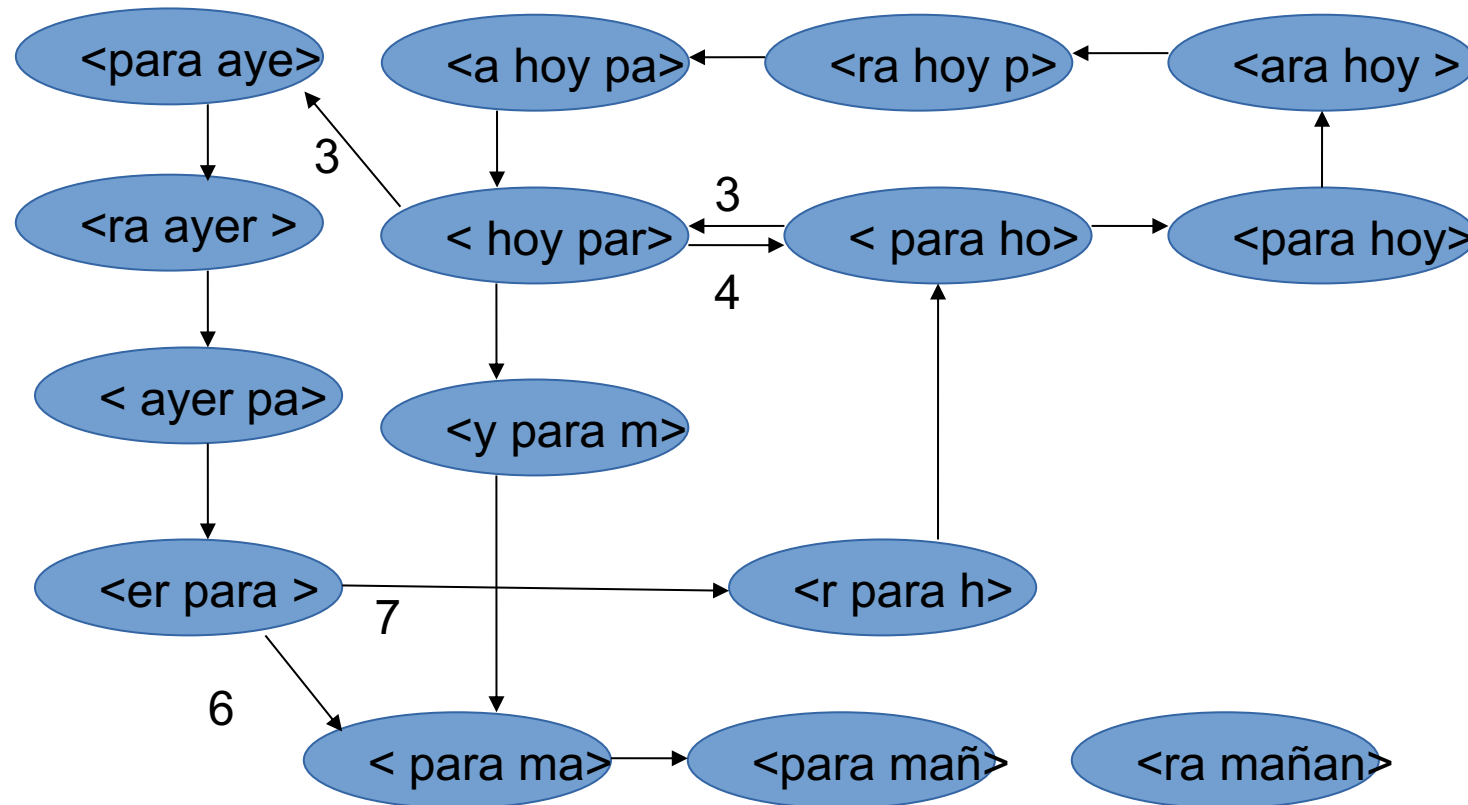 <para aye>
<a hoy pa>
<ra hoy p>
<ara hoy >
3
<ra ayer >
< hoy par>
3
4
< para ho>
<para hoy>
< ayer pa>
<y para m>
<er para >
7
<r para h>
6
< para ma>
<para mañ>
<ra mañan>